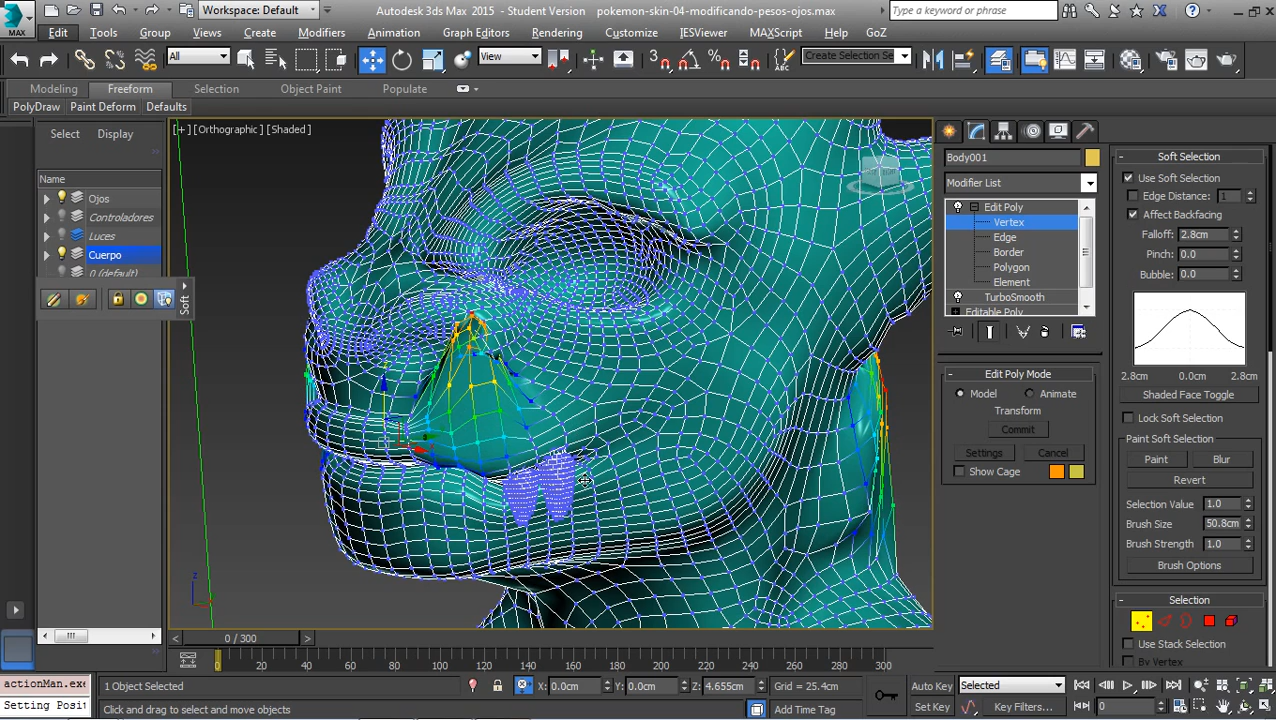 Workspace: Default
Autodesk 3ds Max 2015 - Student Version pokemon-skin-04-modificando-pesos-ojos.max
Type a keyword or phrase
MAX
Edit Tools Group Views Create Modifiers Animation Graph Editors Rendering Customize IESViewer MAXScript Help GoZ
All
View
3
Create Selection Se
Modeling Freeform Selection Object Paint Populate
PolyDraw Paint Deform Defaults
Select Display
Name
Ojos
Controladores
Luces
Cuerpo
0 (default)
Soft
[+] [Orthographic] [Shaded]
z
Body001
Modifier List
Edit Poly
Vertex
Edge
Border
Polygon
Element
TurboSmooth
Editable Poly
Edit Poly Mode
Model Animate
Transform
Commit
Settings Cancel
Show Cage
Soft Selection
Use Soft Selection
Edge Distance: 1
Affect Backfacing
Falloff: 2.8cm
Pinch: 0.0
Bubble: 0.0
2.8cm 0.0cm 2.8cm
Shaded Face Toggle
Lock Soft Selection
Paint Soft Selection
Paint Blur
Revert
Selection Value 1.0
Brush Size 50.8cm
Brush Strength 1.0
Brush Options
Selection
Use Stack Selection
By Vertex
0 / 300
0 20 40 60 80 100 120 140 160 180 200 220 240 260 280 300
actionMan.exe
Setting Posit
1 Object Selected
X: 0.0cm Y: 0.0cm Z: 4.655cm Grid = 25.4cm
Auto Key Selected
Click and drag to select and move objects
Add Time Tag
Set Key Key Filters...
0